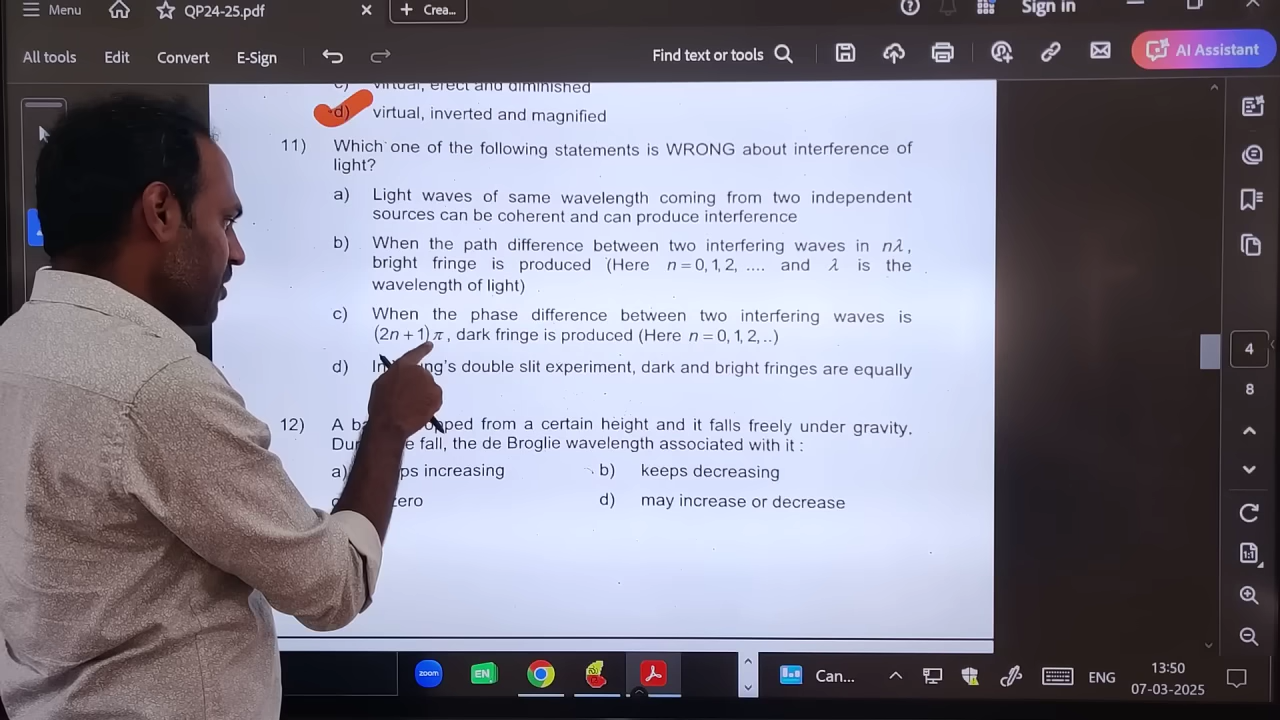 Menu
QP24-25.pdf
Crea...
Sign in
All tools
Edit
Convert
E-Sign
Find text or tools
AI Assistant
c) virtual, erect and diminished
d) virtual, inverted and magnified
11) Which one of the following statements is WRONG about interference of
light?
a) Light waves of same wavelength coming from two independent
sources can be coherent and can produce interference
b) When the path difference between two interfering waves in nλ,
bright fringe is produced (Here n = 0, 1, 2, .... and λ is the
wavelength of light)
c) When the phase difference between two interfering waves is
(2n + 1)π, dark fringe is produced (Here n = 0, 1, 2, ..)
d) In double slit experiment, dark and bright fringes are equally
12) A from a certain height and it falls freely under gravity.
fall, the de Broglie wavelength associated with it :
a) increasing
b) keeps decreasing
zero
d) may increase or decrease
4
8
1:1
zoom
EN
Can...
ENG
13:50
07-03-2025